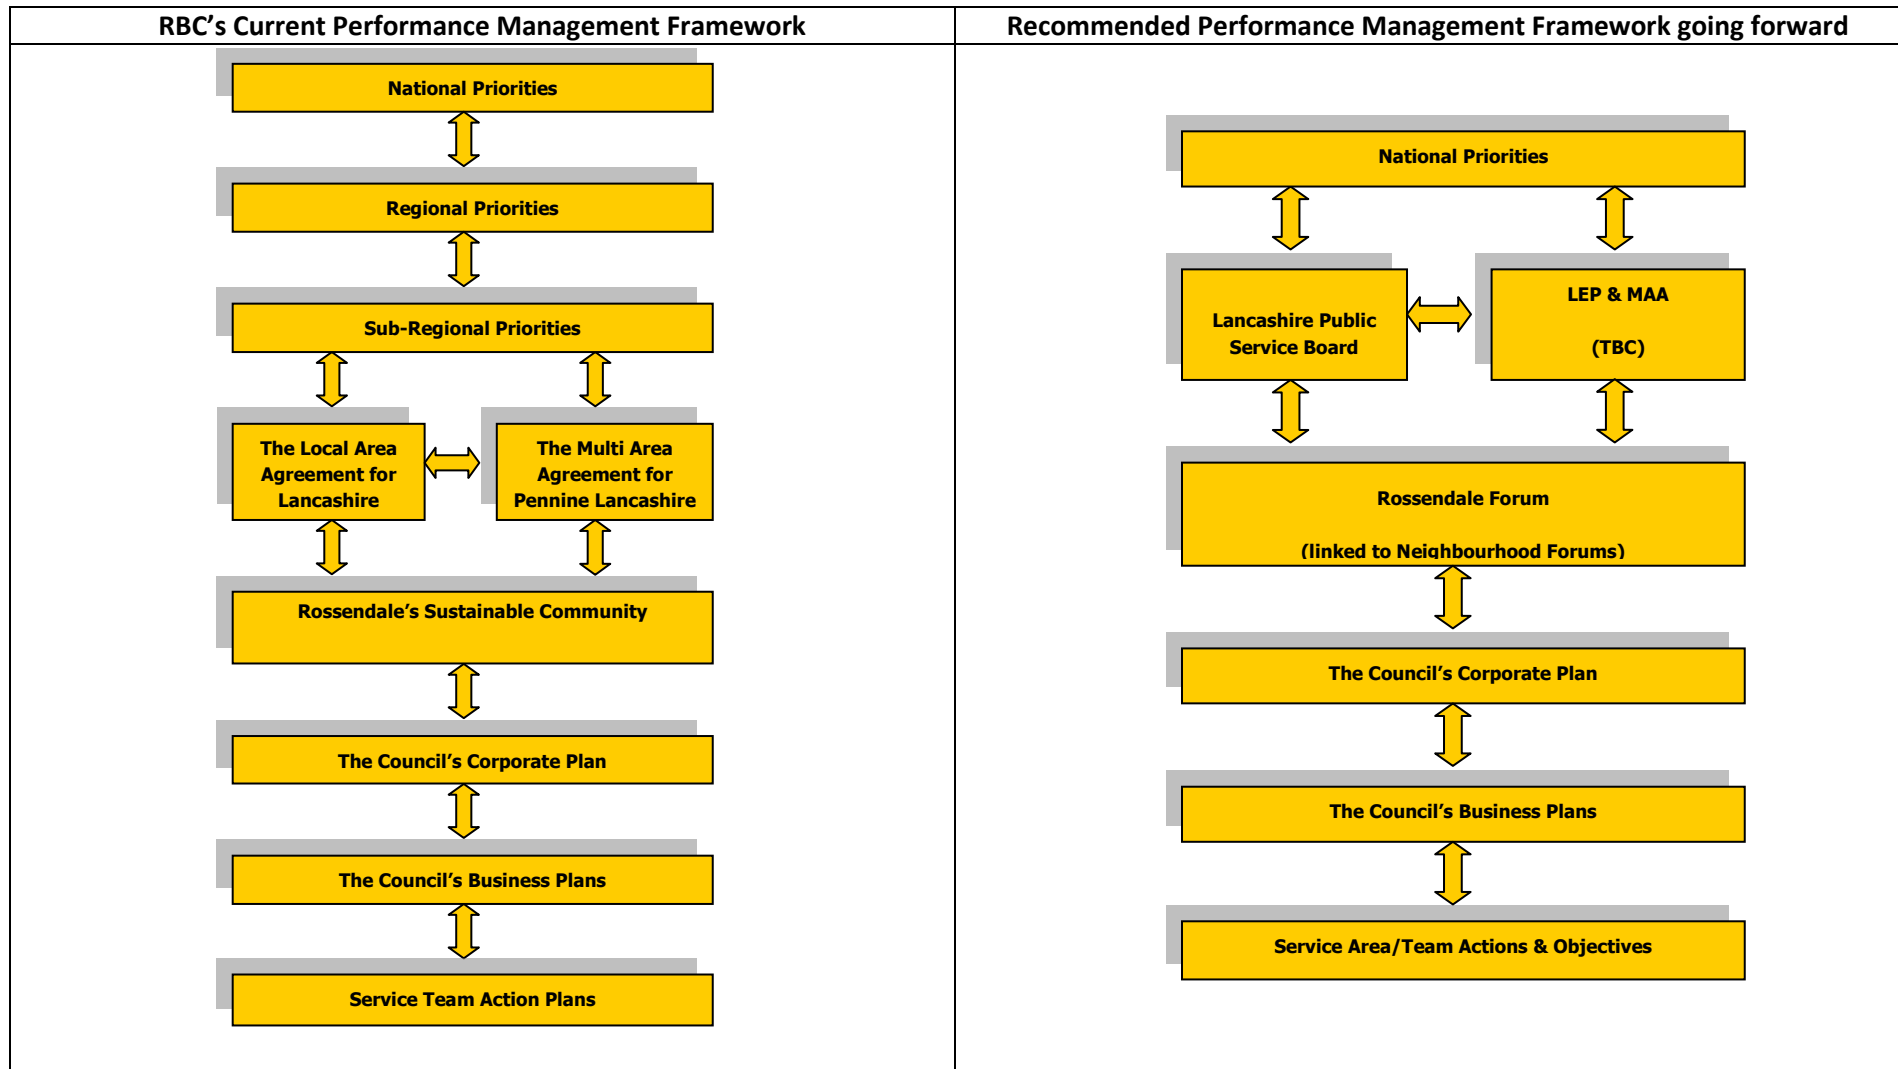 RBC’s Current Performance Management Framework
National Priorities
Regional Priorities
Sub-Regional Priorities
The Local Area
Agreement for
Lancashire
The Multi Area
Agreement for
Pennine Lancashire
Rossendale’s Sustainable Community
The Council’s Corporate Plan
The Council’s Business Plans
Service Team Action Plans
Recommended Performance Management Framework going forward
National Priorities
Lancashire Public
Service Board
LEP & MAA
(TBC)
Rossendale Forum
(linked to Neighbourhood Forums)
The Council’s Corporate Plan
The Council’s Business Plans
Service Area/Team Actions & Objectives